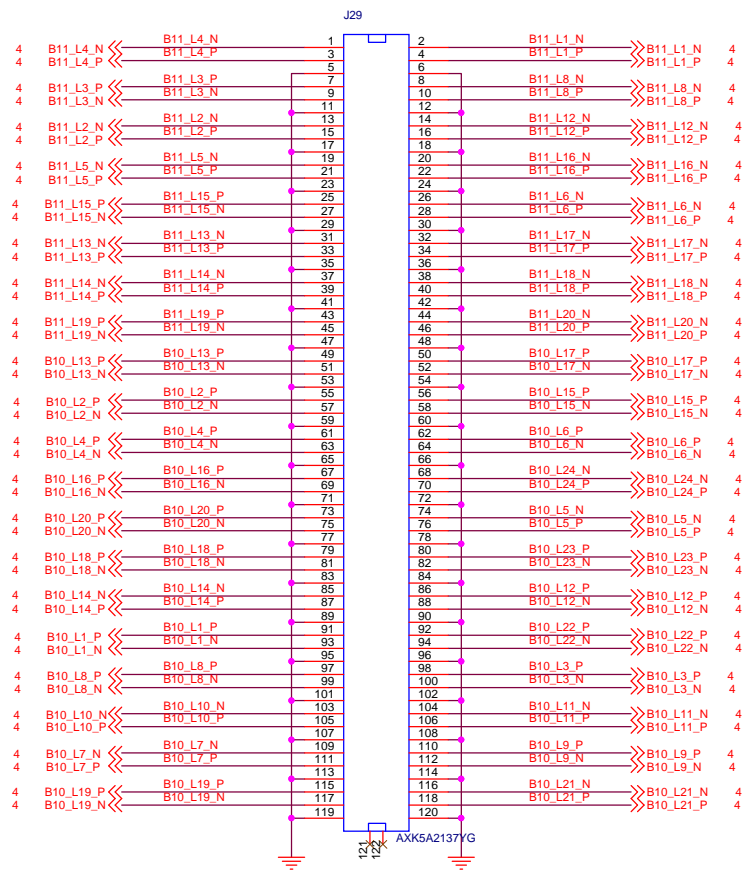 J29
4 B11_L4_N B11_L4_N 1 2 B11_L1_N B11_L1_N 4
4 B11_L4_P B11_L4_P 3 4 B11_L1_P B11_L1_P 4
5 6
4 B11_L3_P B11_L3_P 7 8 B11_L8_N B11_L8_N 4
4 B11_L3_N B11_L3_N 9 10 B11_L8_P B11_L8_P 4
11 12
4 B11_L2_N B11_L2_N 13 14 B11_L12_N B11_L12_N 4
4 B11_L2_P B11_L2_P 15 16 B11_L12_P B11_L12_P 4
17 18
4 B11_L5_N B11_L5_N 19 20 B11_L16_N B11_L16_N 4
4 B11_L5_P B11_L5_P 21 22 B11_L16_P B11_L16_P 4
23 24
4 B11_L15_P B11_L15_P 25 26 B11_L6_N B11_L6_N 4
4 B11_L15_N B11_L15_N 27 28 B11_L6_P B11_L6_P 4
29 30
4 B11_L13_N B11_L13_N 31 32 B11_L17_N B11_L17_N 4
4 B11_L13_P B11_L13_P 33 34 B11_L17_P B11_L17_P 4
35 36
4 B11_L14_N B11_L14_N 37 38 B11_L18_N B11_L18_N 4
4 B11_L14_P B11_L14_P 39 40 B11_L18_P B11_L18_P 4
41 42
4 B11_L19_P B11_L19_P 43 44 B11_L20_N B11_L20_N 4
4 B11_L19_N B11_L19_N 45 46 B11_L20_P B11_L20_P 4
47 48
4 B10_L13_P B10_L13_P 49 50 B10_L17_P B10_L17_P 4
4 B10_L13_N B10_L13_N 51 52 B10_L17_N B10_L17_N 4
53 54
4 B10_L2_P B10_L2_P 55 56 B10_L15_P B10_L15_P 4
4 B10_L2_N B10_L2_N 57 58 B10_L15_N B10_L15_N 4
59 60
4 B10_L4_P B10_L4_P 61 62 B10_L6_P B10_L6_P 4
4 B10_L4_N B10_L4_N 63 64 B10_L6_N B10_L6_N 4
65 66
4 B10_L16_P B10_L16_P 67 68 B10_L24_N B10_L24_N 4
4 B10_L16_N B10_L16_N 69 70 B10_L24_P B10_L24_P 4
71 72
4 B10_L20_P B10_L20_P 73 74 B10_L5_N B10_L5_N 4
4 B10_L20_N B10_L20_N 75 76 B10_L5_P B10_L5_P 4
77 78
4 B10_L18_P B10_L18_P 79 80 B10_L23_P B10_L23_P 4
4 B10_L18_N B10_L18_N 81 82 B10_L23_N B10_L23_N 4
83 84
4 B10_L14_N B10_L14_N 85 86 B10_L12_P B10_L12_P 4
4 B10_L14_P B10_L14_P 87 88 B10_L12_N B10_L12_N 4
89 90
4 B10_L1_P B10_L1_P 91 92 B10_L22_P B10_L22_P 4
4 B10_L1_N B10_L1_N 93 94 B10_L22_N B10_L22_N 4
95 96
4 B10_L8_P B10_L8_P 97 98 B10_L3_P B10_L3_P 4
4 B10_L8_N B10_L8_N 99 100 B10_L3_N B10_L3_N 4
101 102
4 B10_L10_N B10_L10_N 103 104 B10_L11_N B10_L11_N 4
4 B10_L10_P B10_L10_P 105 106 B10_L11_P B10_L11_P 4
107 108
4 B10_L7_N B10_L7_N 109 110 B10_L9_P B10_L9_P 4
4 B10_L7_P B10_L7_P 111 112 B10_L9_N B10_L9_N 4
113 114
4 B10_L19_P B10_L19_P 115 116 B10_L21_N B10_L21_N 4
4 B10_L19_N B10_L19_N 117 118 B10_L21_P B10_L21_P 4
119 120
121 122 AXK5A2137YG